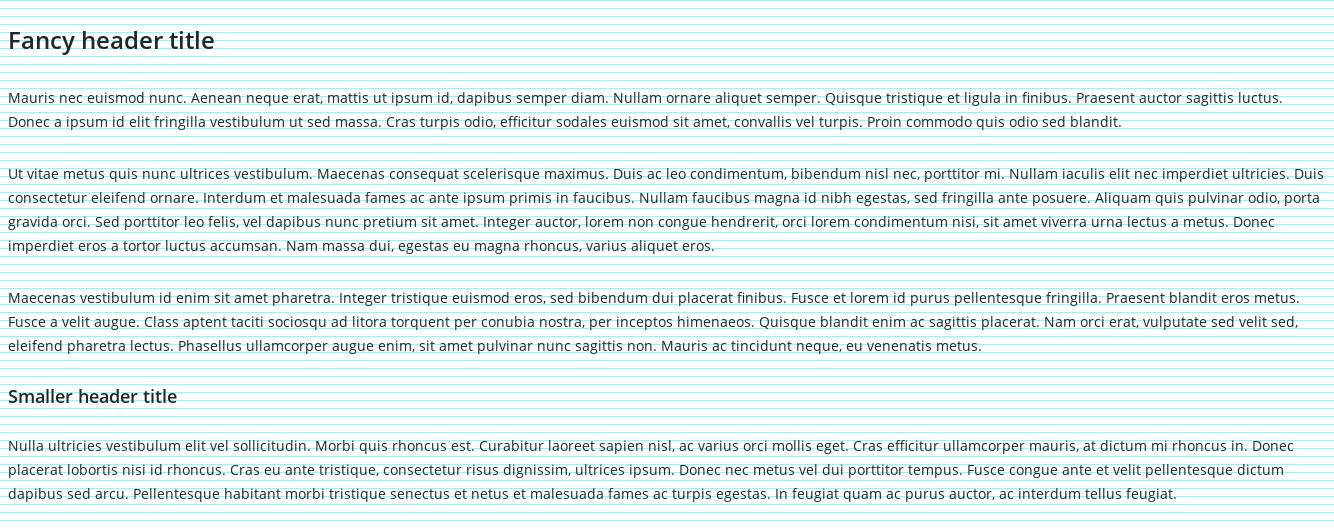 Fancy header title
Mauris nec euismod nunc. Aenean neque erat, mattis ut ipsum id, dapibus semper diam. Nullam ornare aliquet semper. Quisque tristique et ligula in finibus. Praesent auctor sagittis luctus.
Donec a ipsum id elit fringilla vestibulum ut sed massa. Cras turpis odio, efficitur sodales euismod sit amet, convallis vel turpis. Proin commodo quis odio sed blandit.
Ut vitae metus quis nunc ultrices vestibulum. Maecenas consequat scelerisque maximus. Duis ac leo condimentum, bibendum nisl nec, porttitor mi. Nullam iaculis elit nec imperdiet ultricies. Duis
consectetur eleifend ornare. Interdum et malesuada fames ac ante ipsum primis in faucibus. Nullam faucibus magna id nibh egestas, sed fringilla ante posuere. Aliquam quis pulvinar odio, porta
gravida orci. Sed porttitor leo felis, vel dapibus nunc pretium sit amet. Integer auctor, lorem non congue hendrerit, orci lorem condimentum nisi, sit amet viverra urna lectus a metus. Donec
imperdiet eros a tortor luctus accumsan. Nam massa dui, egestas eu magna rhoncus, varius aliquet eros.
Maecenas vestibulum id enim sit amet pharetra. Integer tristique euismod eros, sed bibendum dui placerat finibus. Fusce et lorem id purus pellentesque fringilla. Praesent blandit eros metus.
Fusce a velit augue. Class aptent taciti sociosqu ad litora torquent per conubia nostra, per inceptos himenaeos. Quisque blandit enim ac sagittis placerat. Nam orci erat, vulputate sed velit sed,
eleifend pharetra lectus. Phasellus ullamcorper augue enim, sit amet pulvinar nunc sagittis non. Mauris ac tincidunt neque, eu venenatis metus.
Smaller header title
Nulla ultricies vestibulum elit vel sollicitudin. Morbi quis rhoncus est. Curabitur laoreet sapien nisl, ac varius orci mollis eget. Cras efficitur ullamcorper mauris, at dictum mi rhoncus in. Donec
placerat lobortis nisi id rhoncus. Cras eu ante tristique, consectetur risus dignissim, ultrices ipsum. Donec nec metus vel dui porttitor tempus. Fusce congue ante et velit pellentesque dictum
dapibus sed arcu. Pellentesque habitant morbi tristique senectus et netus et malesuada fames ac turpis egestas. In feugiat quam ac purus auctor, ac interdum tellus feugiat.